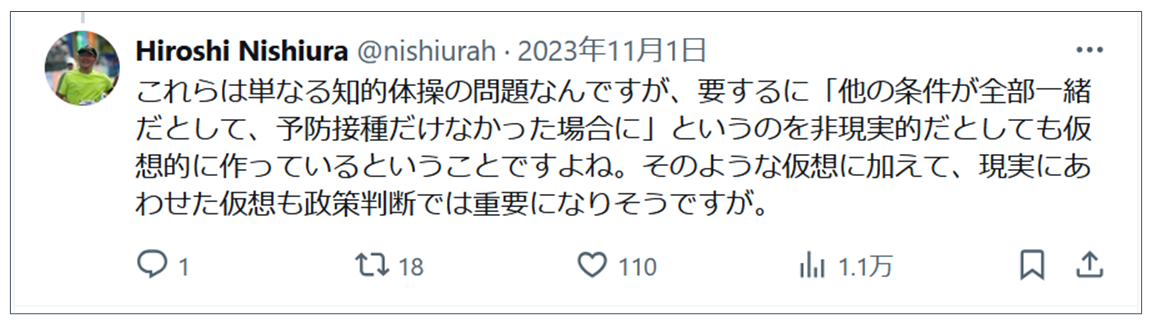 Hiroshi Nishiura @nishiurah · 2023年11月1日
これらは単なる知的体操の問題なんですが、要するに「他の条件が全部一緒
だとして、予防接種だけなかった場合に」というのを非現実的だとしても仮
想的に作っているということですよね。そのような仮想に加えて、現実にあ
わせた仮想も政策判断では重要になりそうですが。
1 18 110 1.1万